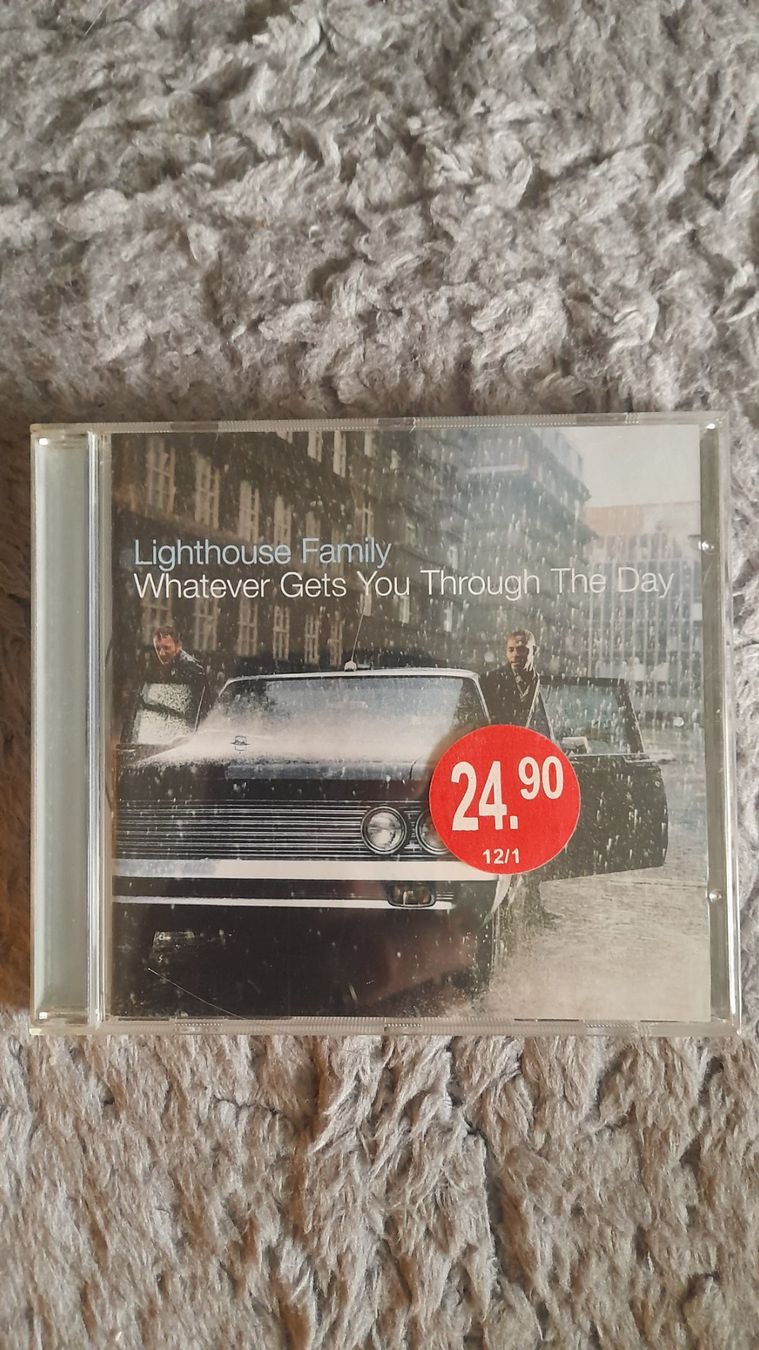 Lighthouse Family
Whatever Gets You Through The Day
24.90
12/1